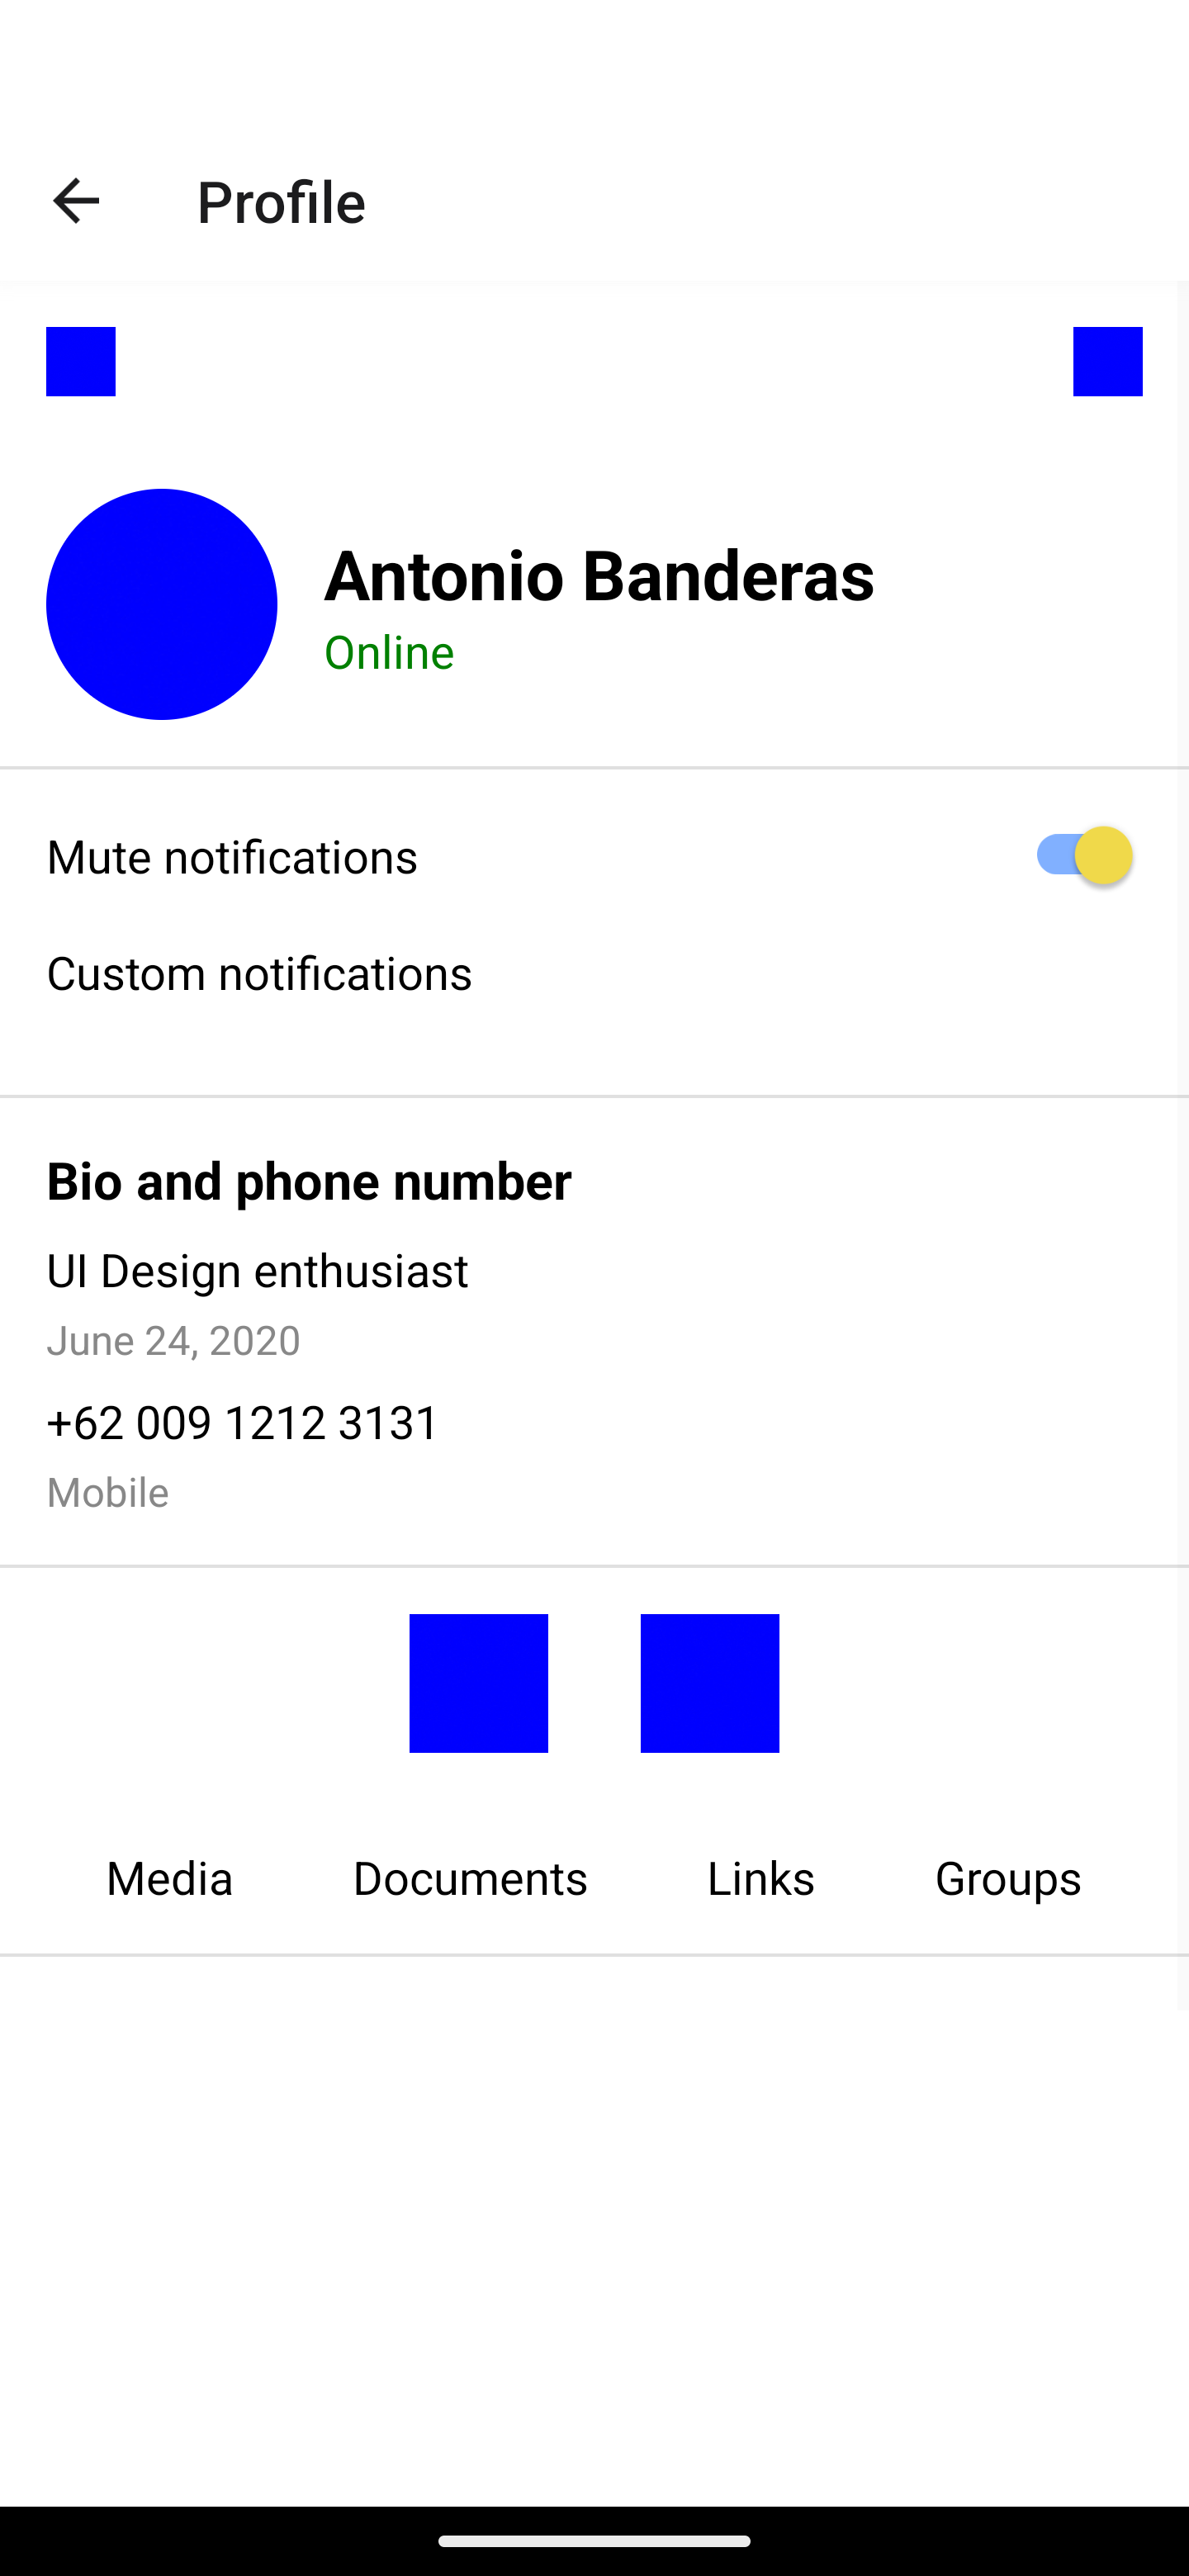 Profile
Antonio Banderas
Online
Mute notifications
Custom notifications
Bio and phone number
UI Design enthusiast
June 24, 2020
+62 009 1212 3131
Mobile
Media Documents Links Groups